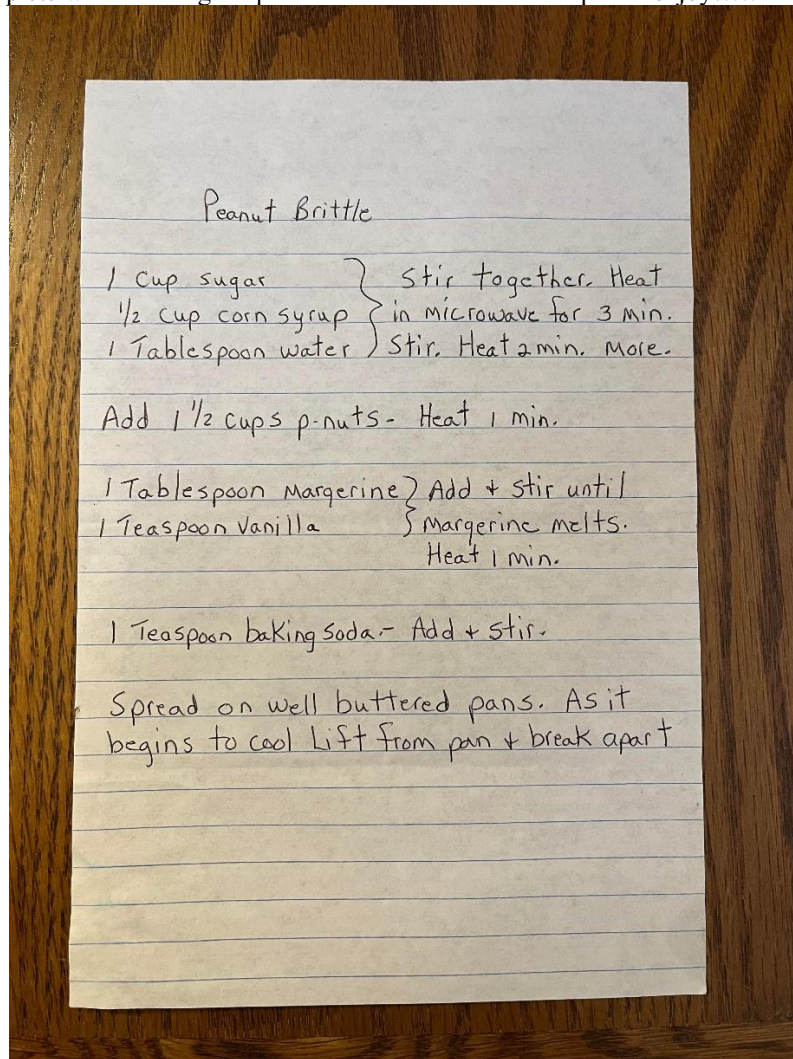 Peanut Brittle
1 Cup sugar } Stir together. Heat
1/2 Cup corn syrup } in microwave for 3 min.
1 Tablespoon water } Stir. Heat 2 min. More.
Add 1 1/2 cups p-nuts - Heat 1 min.
1 Tablespoon Margerine } Add + Stir until
1 Teaspoon Vanilla } Margerine melts.
Heat 1 min.
1 Teaspoon baking soda - Add + stir.
Spread on well buttered pans. As it
begins to cool Lift from pan + break apart